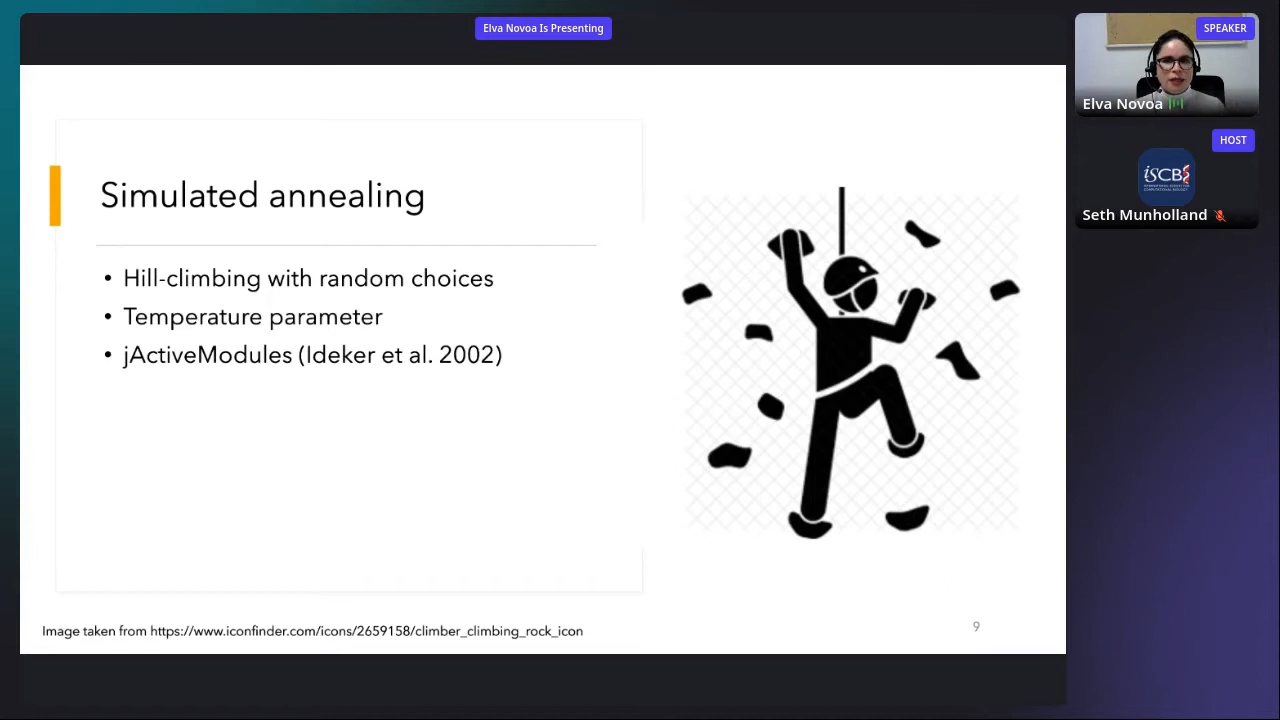 Elva Novoa Is Presenting
SPEAKER
Elva Novoa
HOST
iSCB
Seth Munholland
Simulated annealing
• Hill-climbing with random choices
• Temperature parameter
• jActiveModules (Ideker et al. 2002)
Image taken from https://www.iconfinder.com/icons/2659158/climber_climbing_rock_icon
9